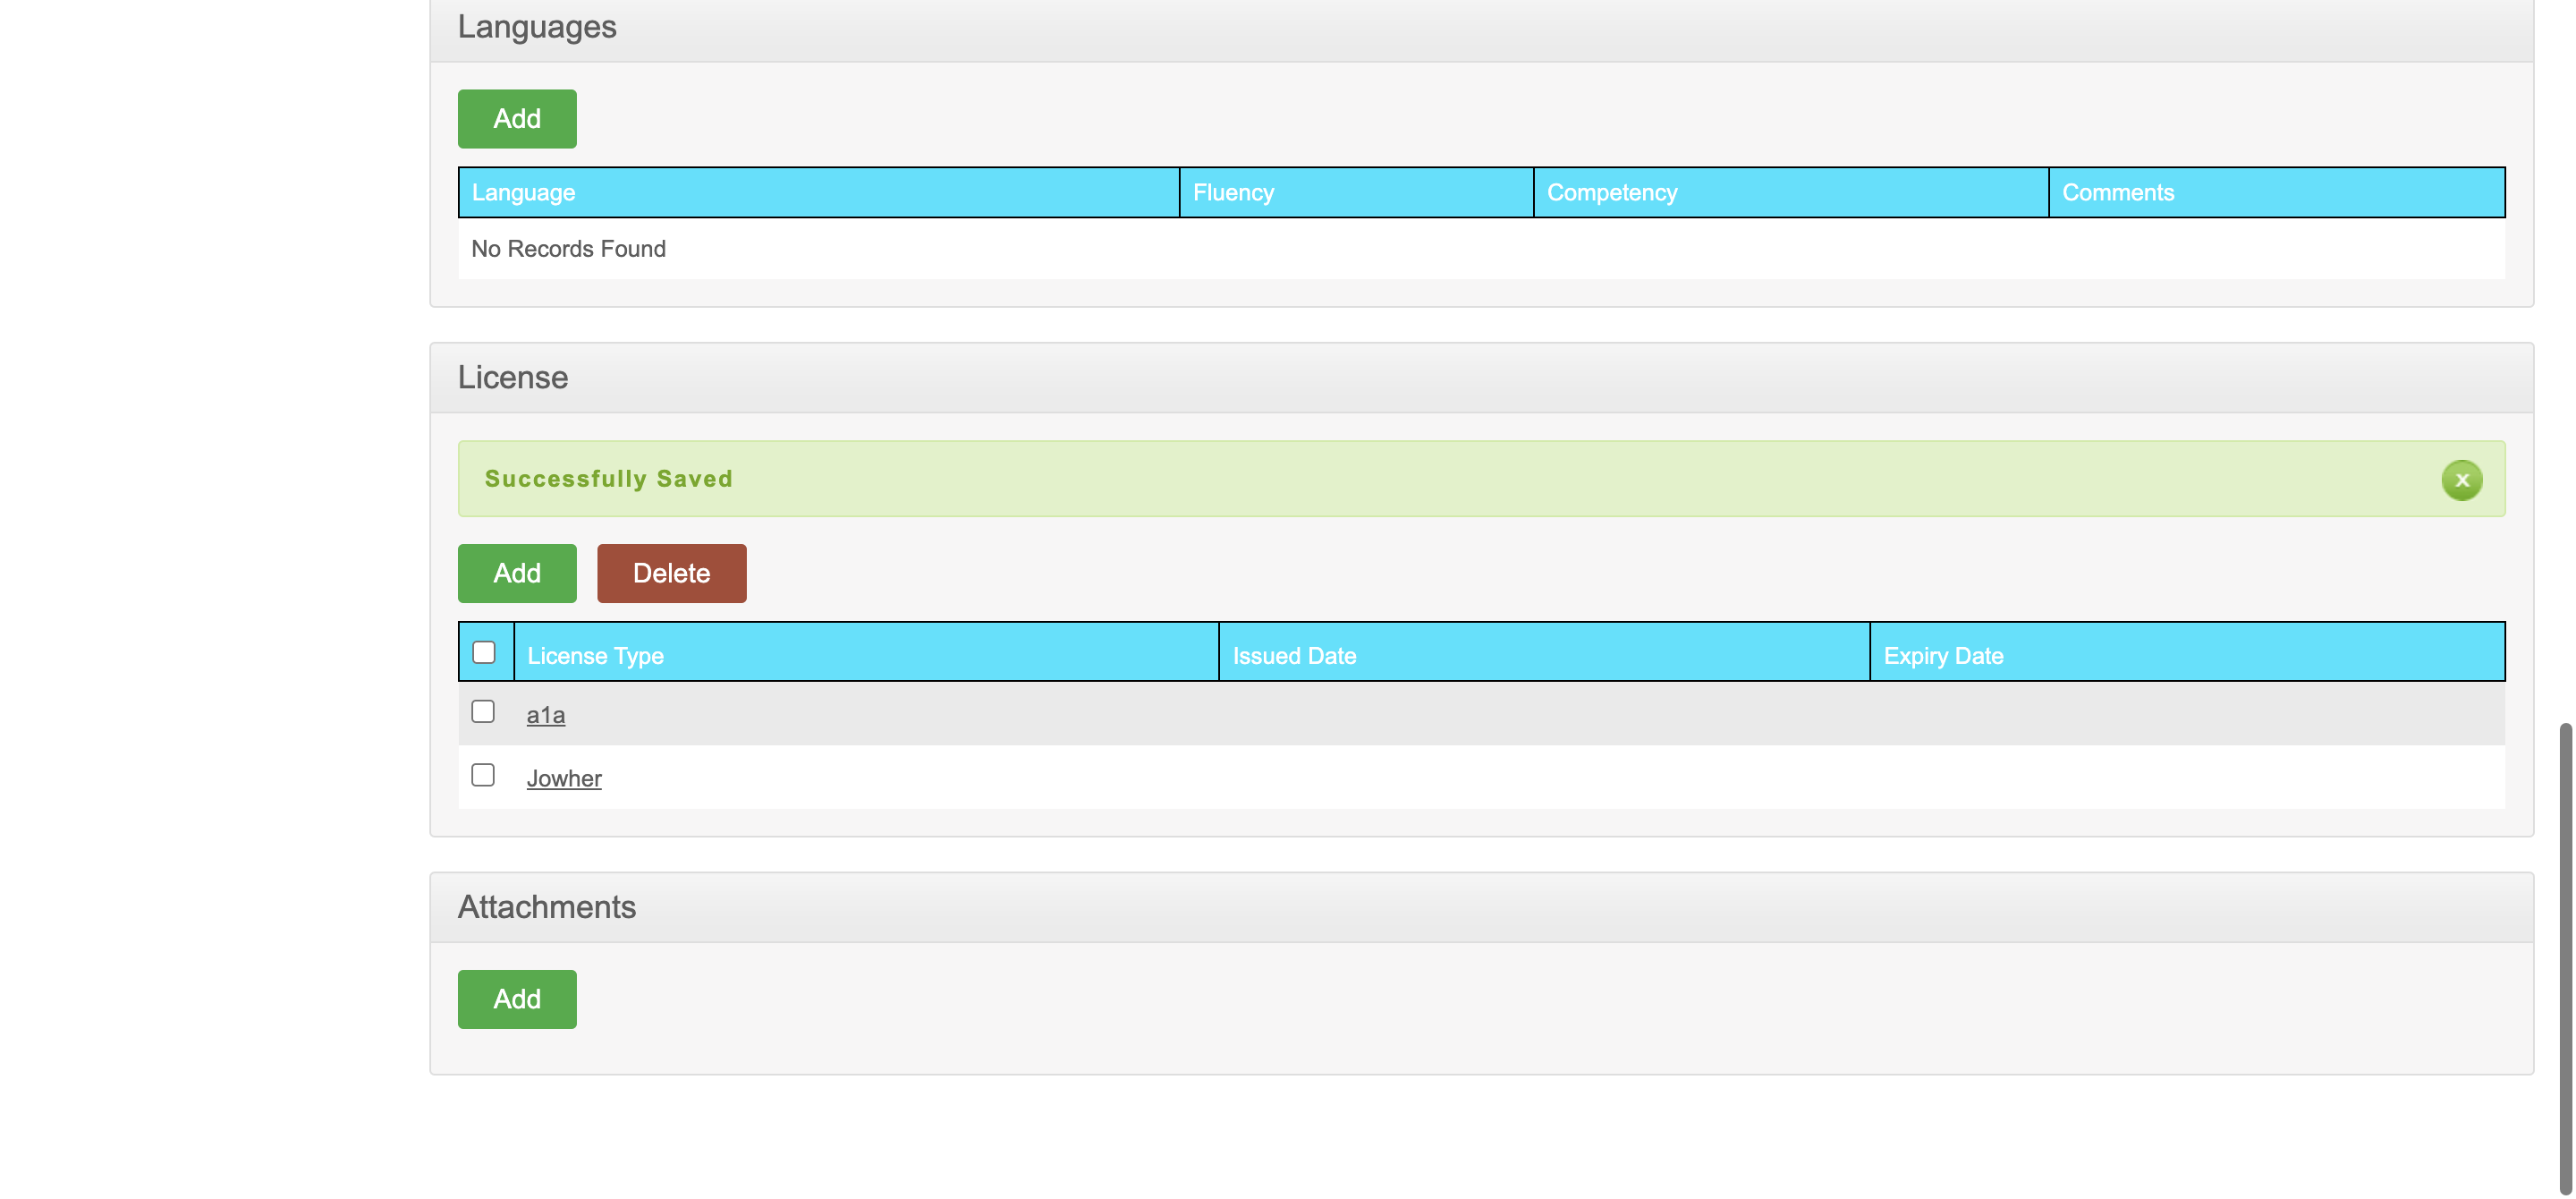 Languages
Add
Language Fluency Competency Comments
No Records Found
License
Successfully Saved x
Add Delete
License Type Issued Date Expiry Date
a1a
Jowher
Attachments
Add